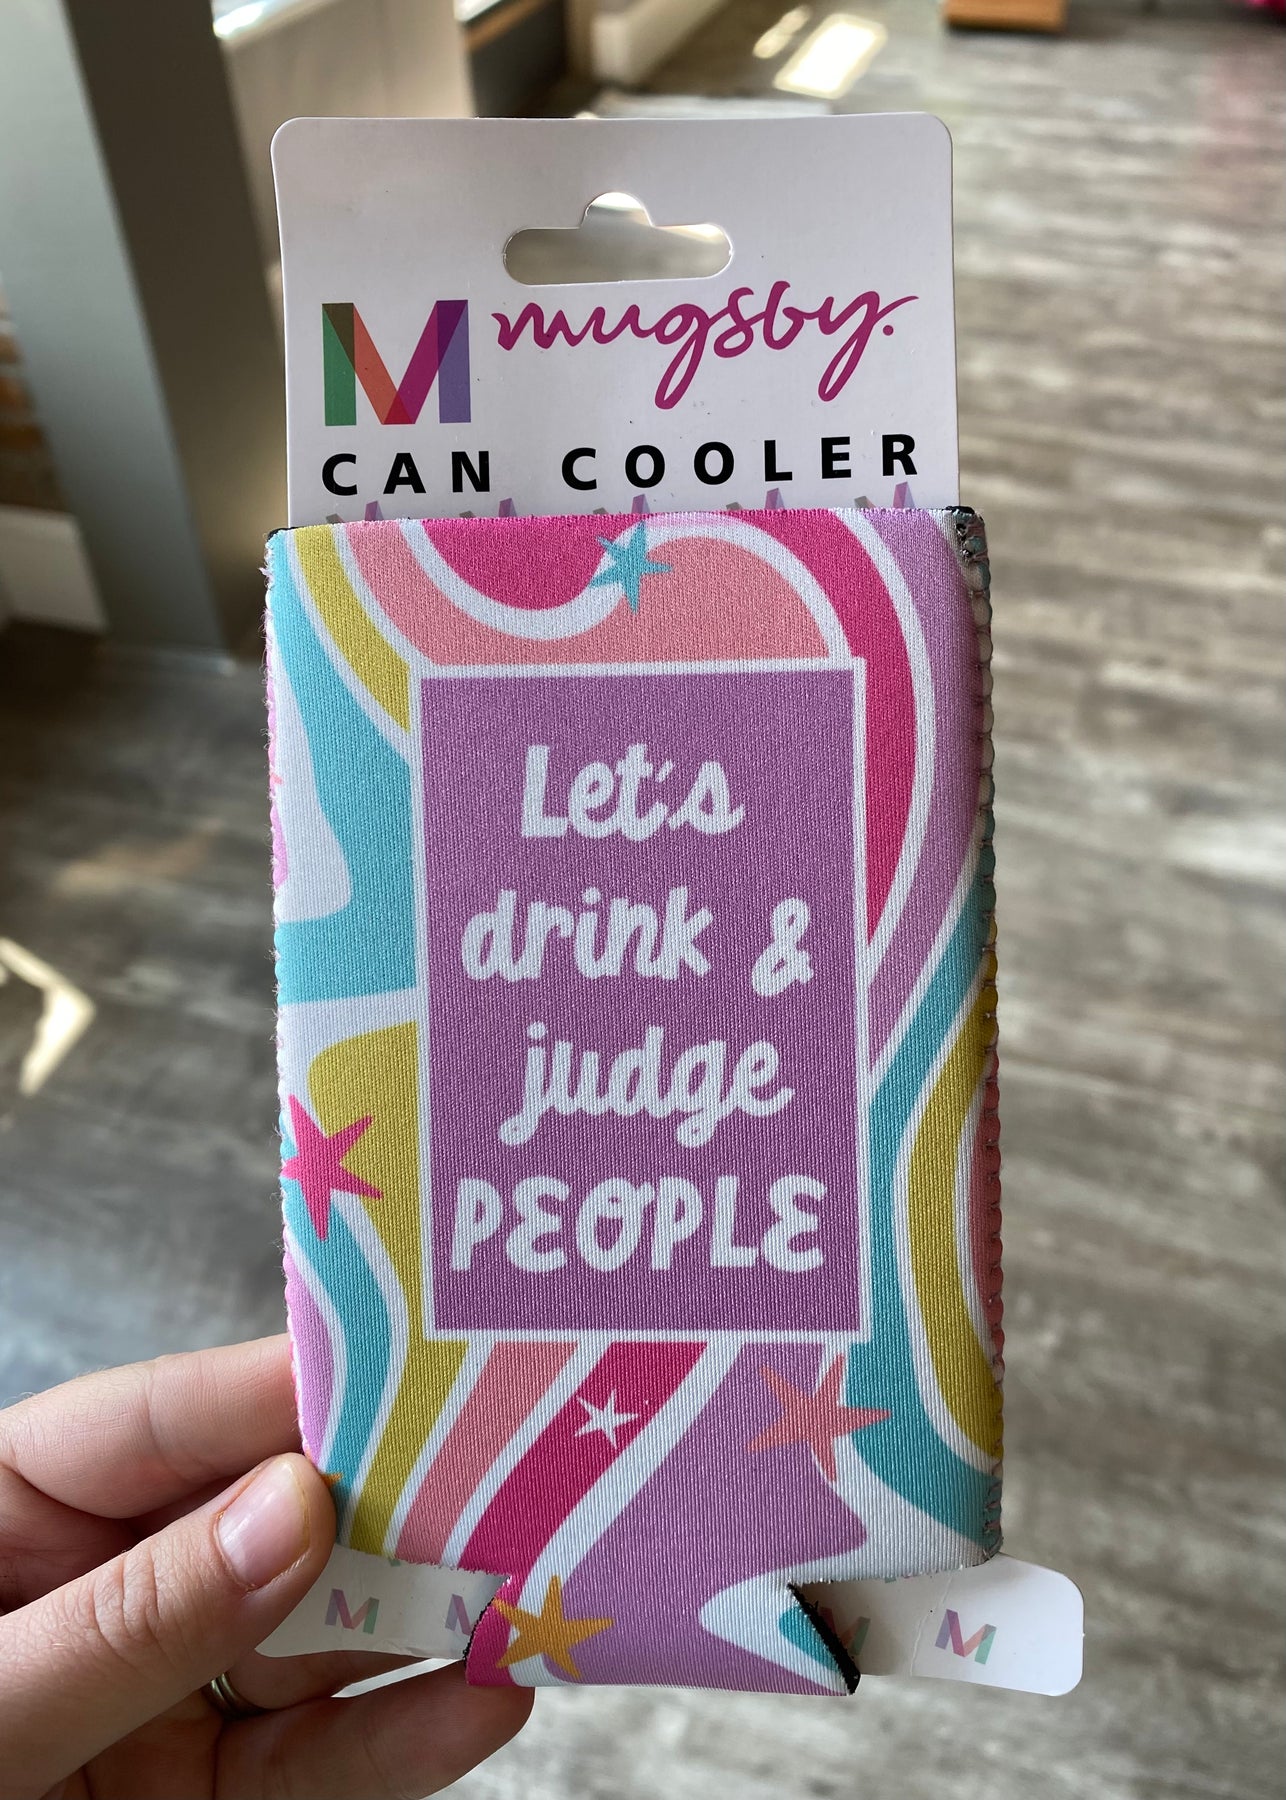 M mugsby.
CAN COOLER
Let's
drink &
judge
PEOPLE
M M M M